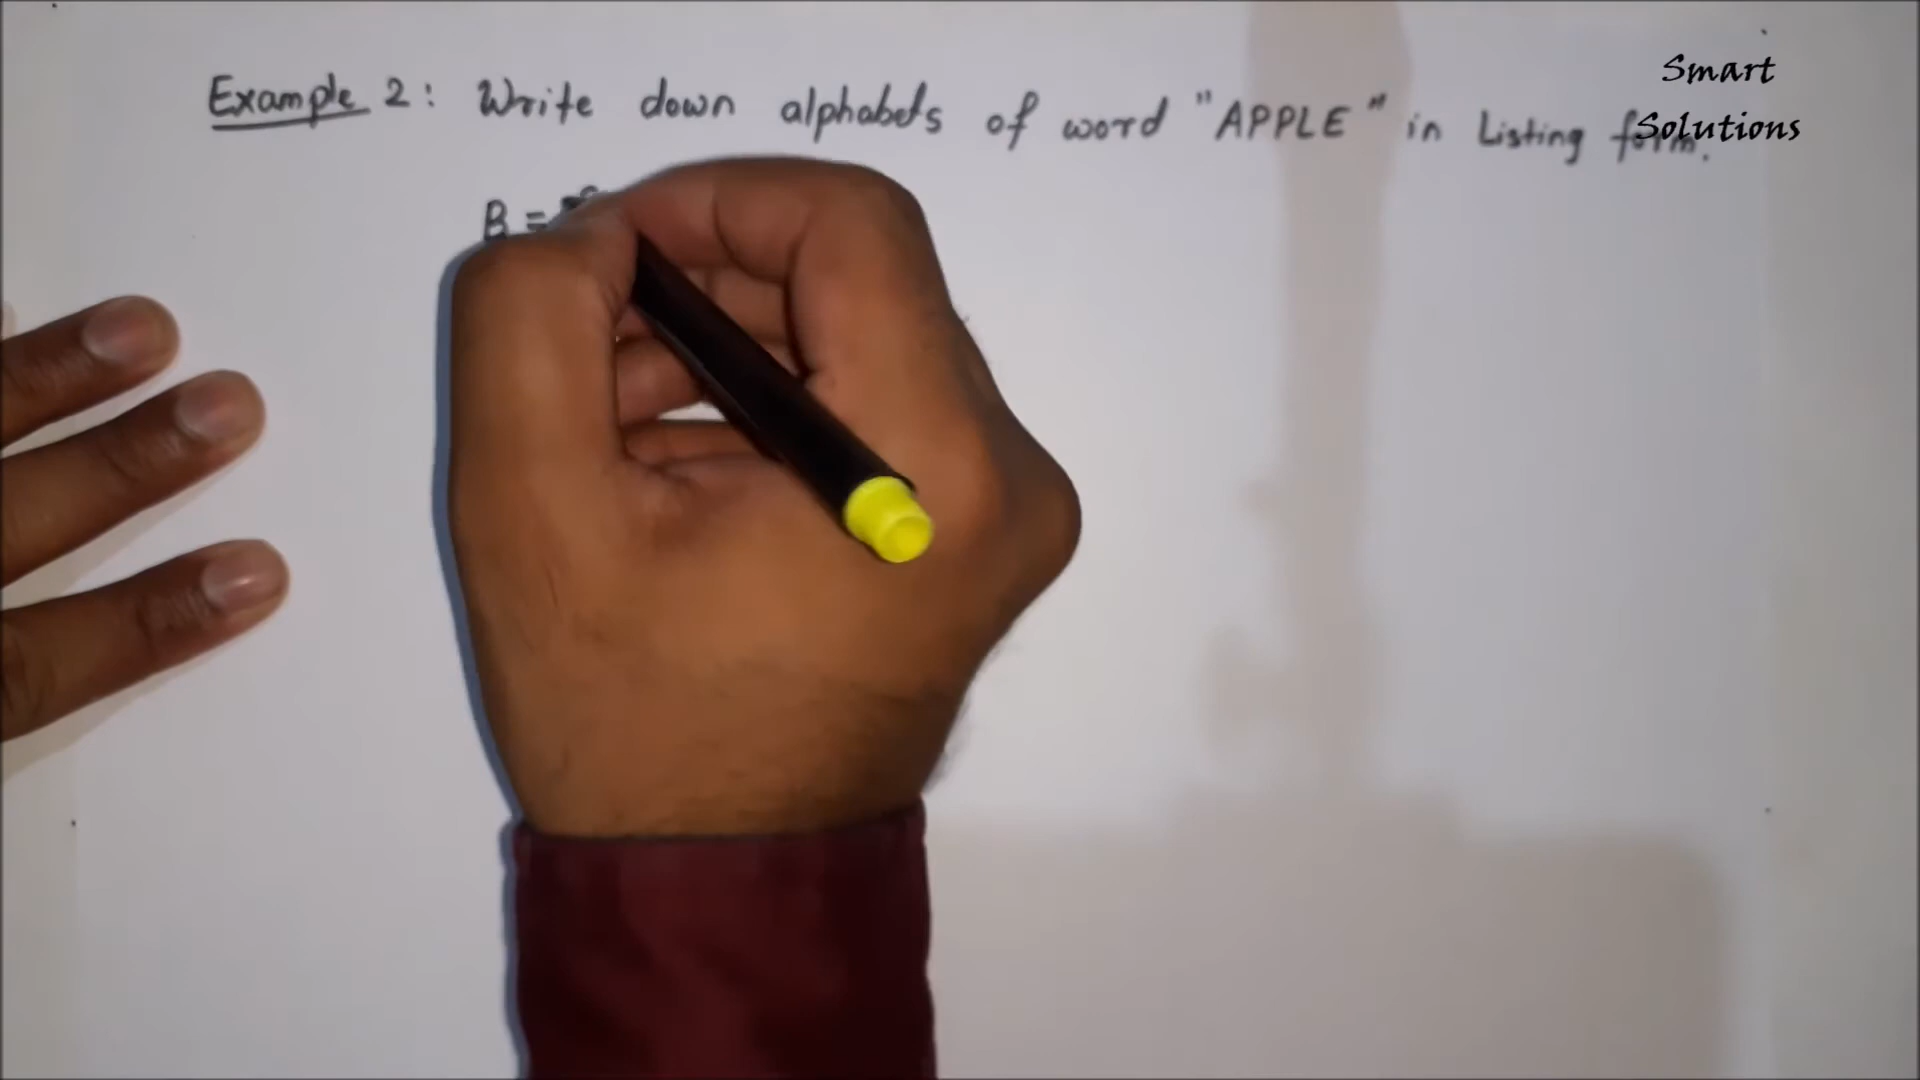 Example 2: Write down alphabets of word "APPLE" in Listing form.
Smart
Solutions
B =